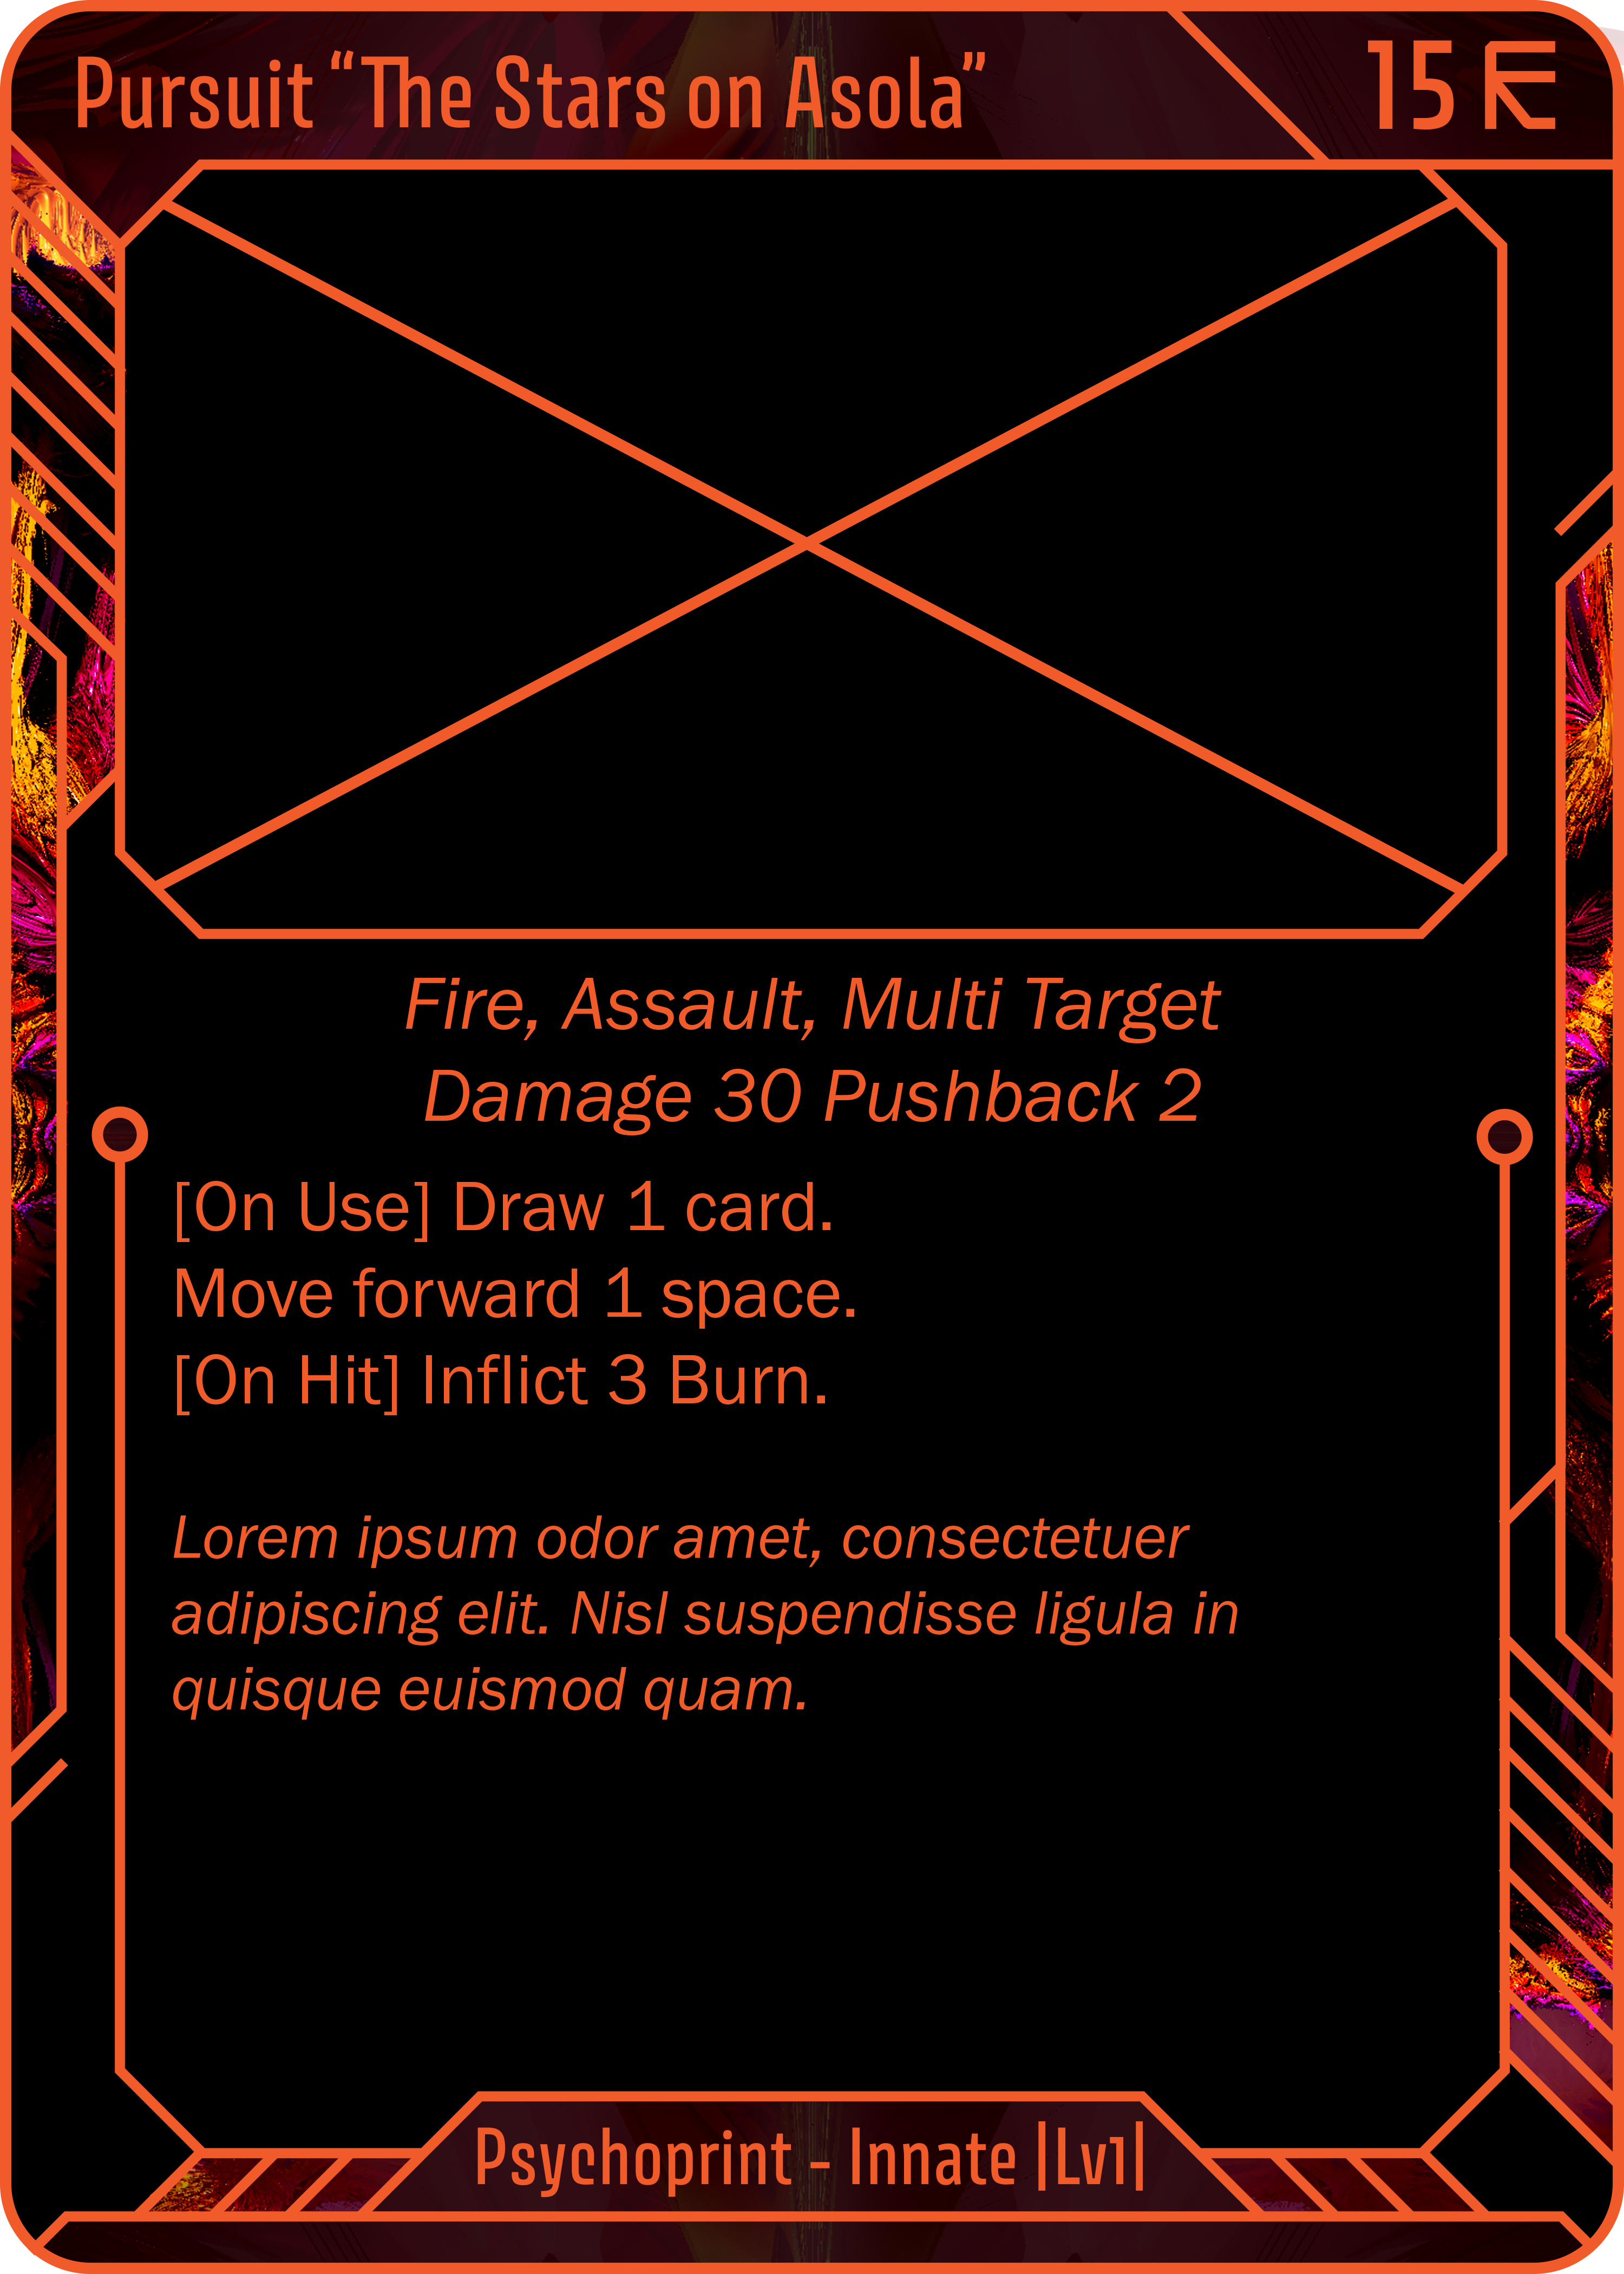 Pursuit “The Stars on Asola”
15
Fire, Assault, Multi Target
Damage 30 Pushback 2
[On Use] Draw 1 card.
Move forward 1 space.
[On Hit] Inflict 3 Burn.
Lorem ipsum odor amet, consectetuer
adipiscing elit. Nisl suspendisse ligula in
quisque euismod quam.
Psychoprint - Innate |Lv1|